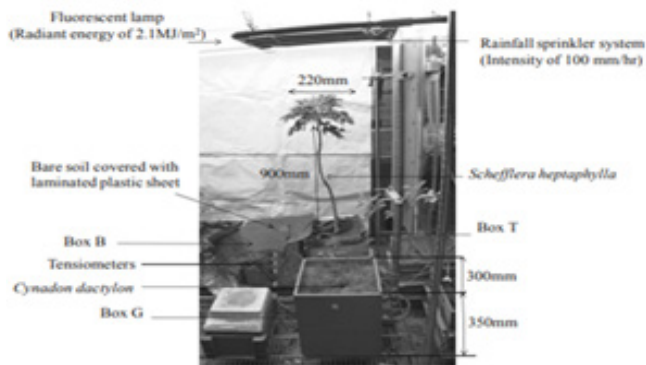 Fluorescent lamp
(Radiant energy of 2.1MJ/m²)
Rainfall sprinkler system
(Intensity of 100 mm/hr)
220mm
Bare soil covered with
laminated plastic sheet
900mm
Schefflera heptaphylla
Box B
Box T
Tensiometers
300mm
Cynadon dactylon
Box G
350mm